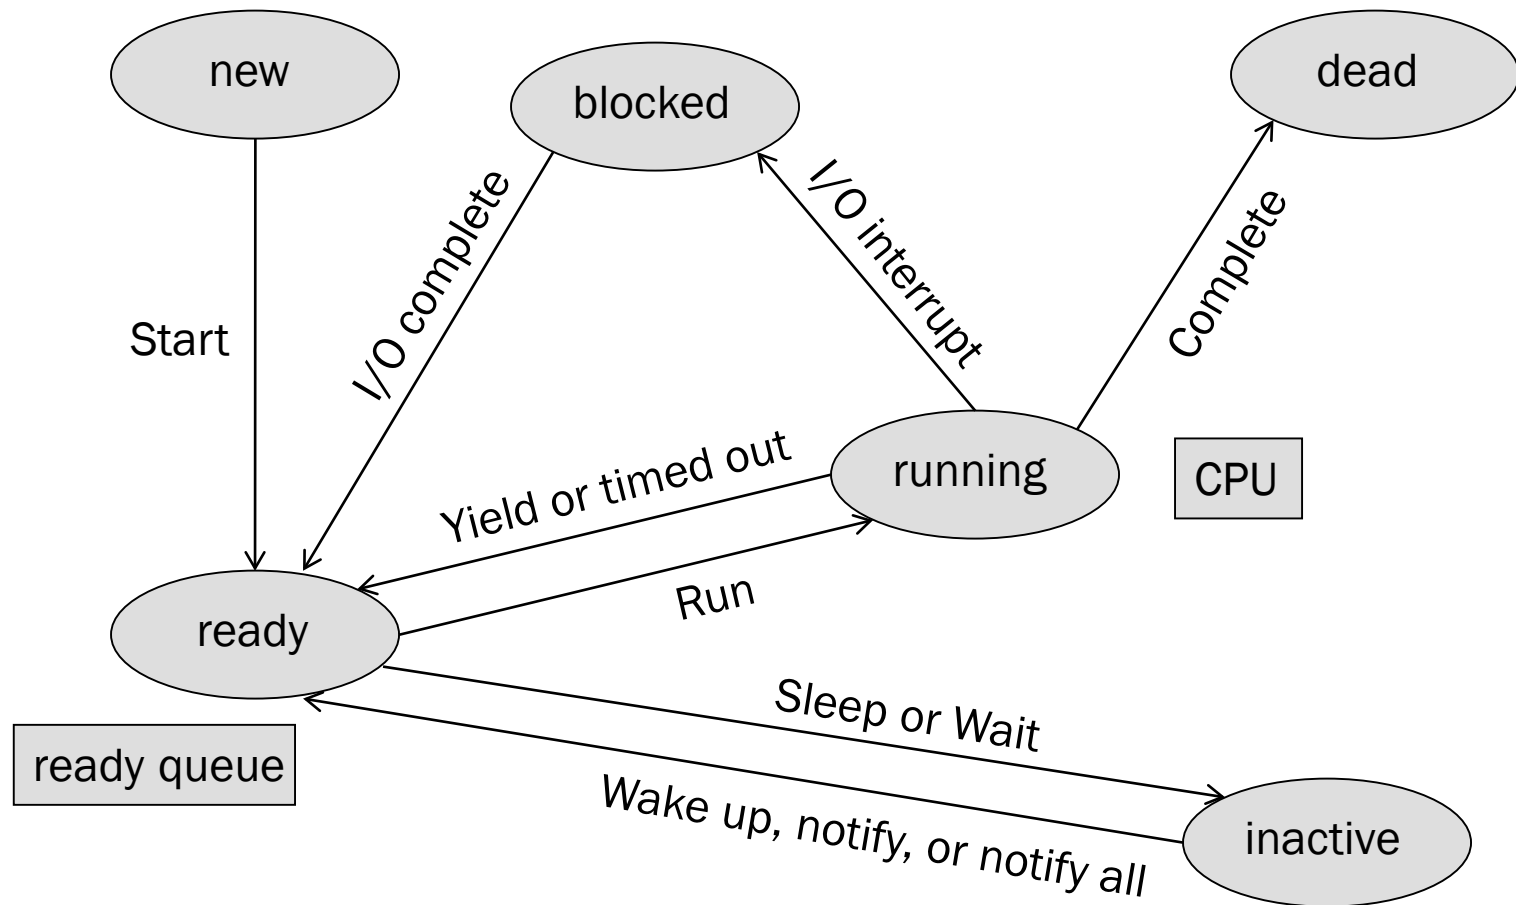 new
blocked
dead
I/O complete
I/O interrupt
Complete
Start
Yield or timed out
running
CPU
Run
ready
Sleep or Wait
ready queue
Wake up, notify, or notify all
inactive